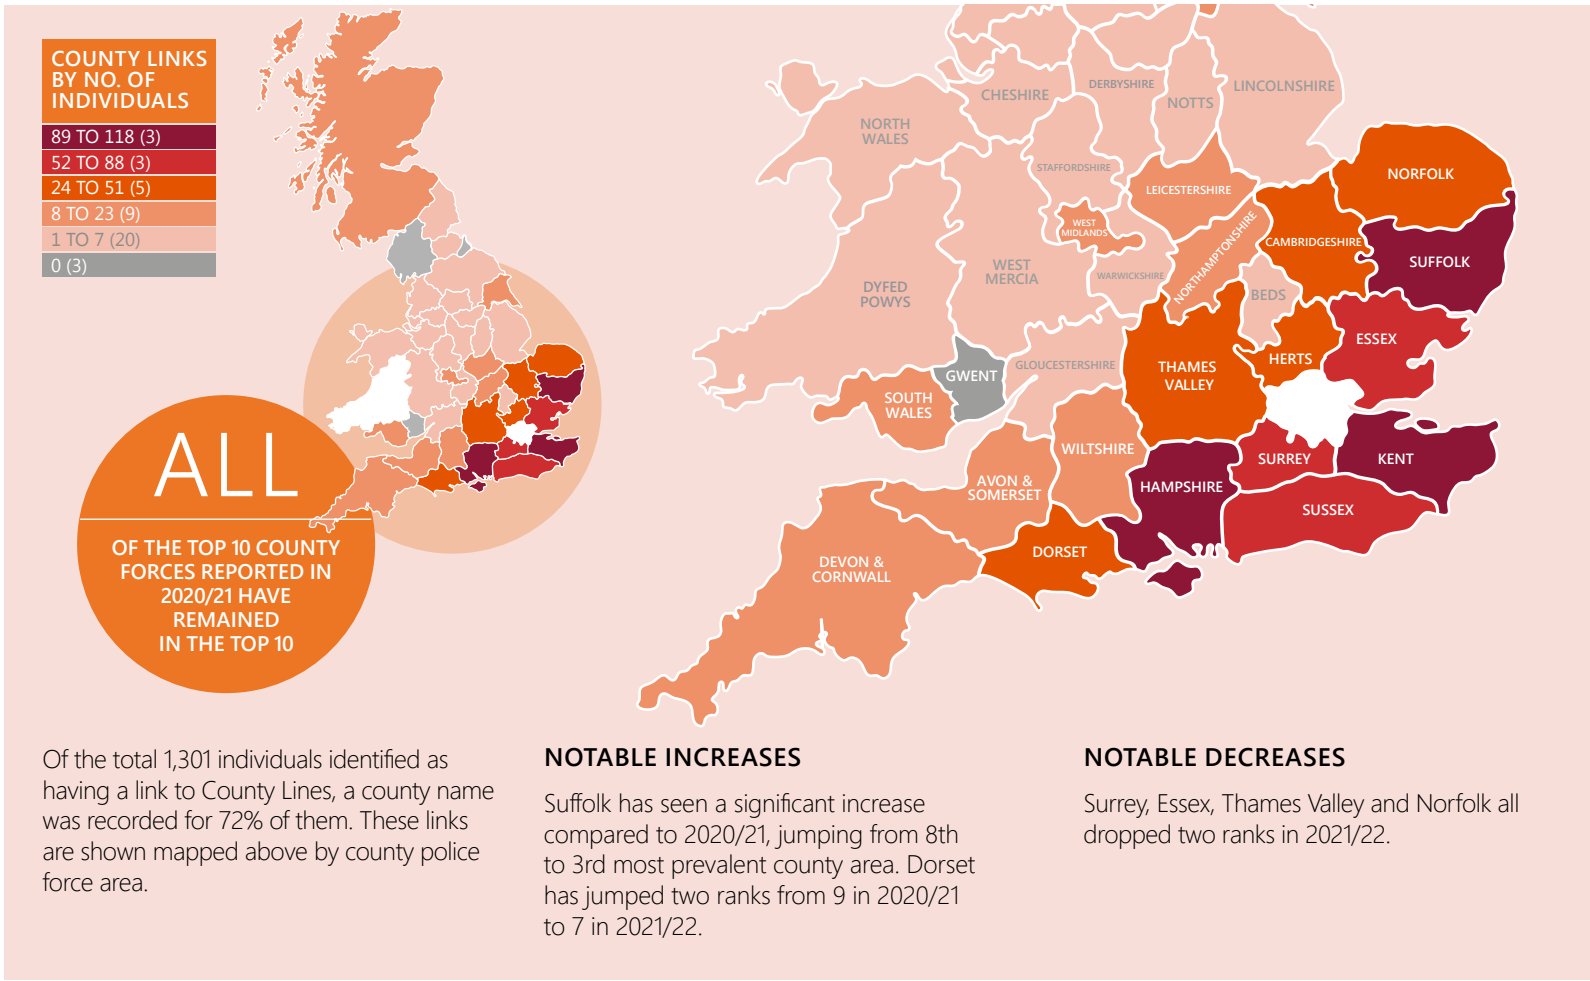 COUNTY LINKS
BY NO. OF
INDIVIDUALS
89 TO 118 (3)
52 TO 88 (3)
24 TO 51 (5)
8 TO 23 (9)
1 TO 7 (20)
0 (3)
ALL
OF THE TOP 10 COUNTY
FORCES REPORTED IN
2020/21 HAVE
REMAINED
IN THE TOP 10
CHESHIRE
DERBYSHIRE
NOTTS
LINCOLNSHIRE
NORTH
WALES
STAFFORDSHIRE
LEICESTERSHIRE
NORFOLK
WEST
MIDLANDS
NORTHAMPTONSHIRE
CAMBRIDGESHIRE
SUFFOLK
DYFED
POWYS
WEST
MERCIA
WARWICKSHIRE
BEDS
ESSEX
GWENT
GLOUCESTERSHIRE
THAMES
VALLEY
HERTS
SOUTH
WALES
WILTSHIRE
SURREY
KENT
AVON &
SOMERSET
HAMPSHIRE
SUSSEX
DEVON &
CORNWALL
DORSET
Of the total 1,301 individuals identified as
having a link to County Lines, a county name
was recorded for 72% of them. These links
are shown mapped above by county police
force area.
NOTABLE INCREASES
Suffolk has seen a significant increase
compared to 2020/21, jumping from 8th
to 3rd most prevalent county area. Dorset
has jumped two ranks from 9 in 2020/21
to 7 in 2021/22.
NOTABLE DECREASES
Surrey, Essex, Thames Valley and Norfolk all
dropped two ranks in 2021/22.